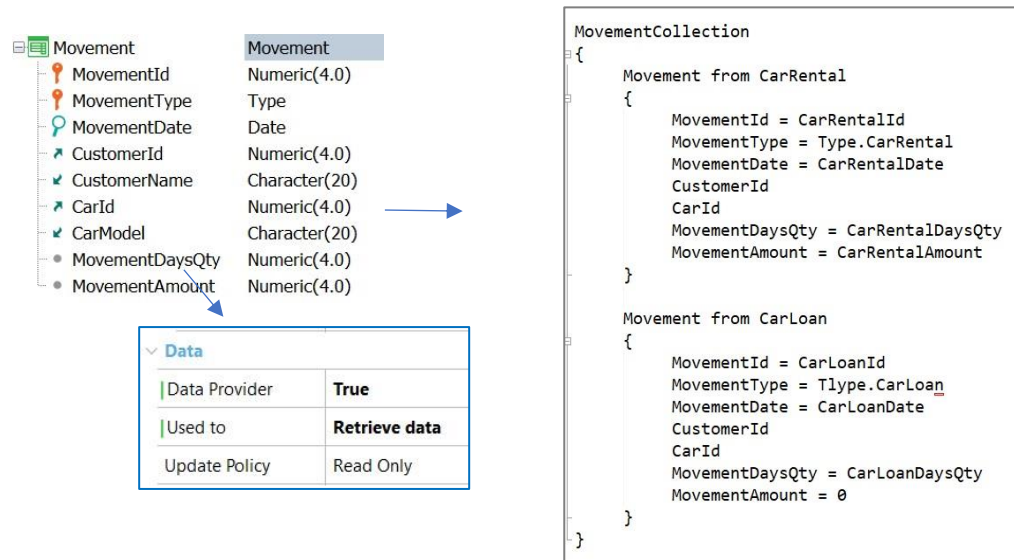 Movement Movement
MovementId Numeric(4.0)
MovementType Type
MovementDate Date
CustomerId Numeric(4.0)
CustomerName Character(20)
CarId Numeric(4.0)
CarModel Character(20)
MovementDaysQty Numeric(4.0)
MovementAmount Numeric(4.0)
Data
Data Provider True
Used to Retrieve data
Update Policy Read Only
MovementCollection
{
Movement from CarRental
{
MovementId = CarRentalId
MovementType = Type.CarRental
MovementDate = CarRentalDate
CustomerId
CarId
MovementDaysQty = CarRentalDaysQty
MovementAmount = CarRentalAmount
}
Movement from CarLoan
{
MovementId = CarLoanId
MovementType = Tlype.CarLoan
MovementDate = CarLoanDate
CustomerId
CarId
MovementDaysQty = CarLoanDaysQty
MovementAmount = 0
}
}